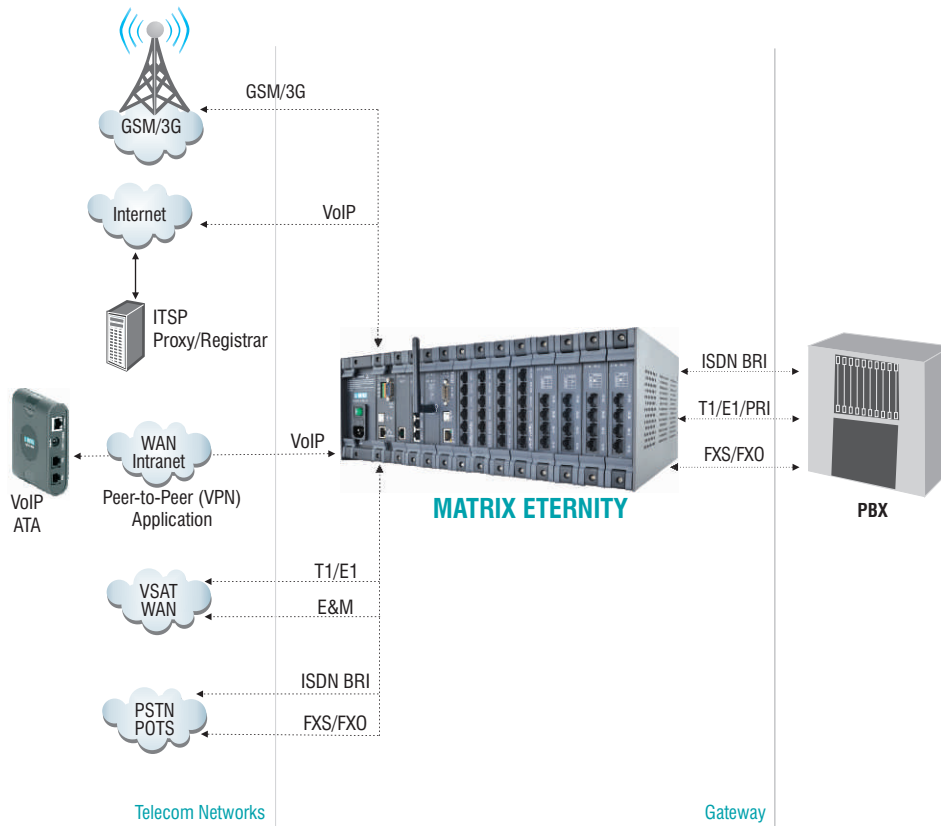 GSM/3G
GSM/3G
Internet
VoIP
ITSP
Proxy/Registrar
ISDN BRI
T1/E1/PRI
FXS/FXO
WAN
Intranet
VoIP
VoIP
ATA
Peer-to-Peer (VPN)
Application
MATRIX ETERNITY
PBX
VSAT
WAN
T1/E1
E&M
ISDN BRI
PSTN
POTS
FXS/FXO
Telecom Networks
Gateway